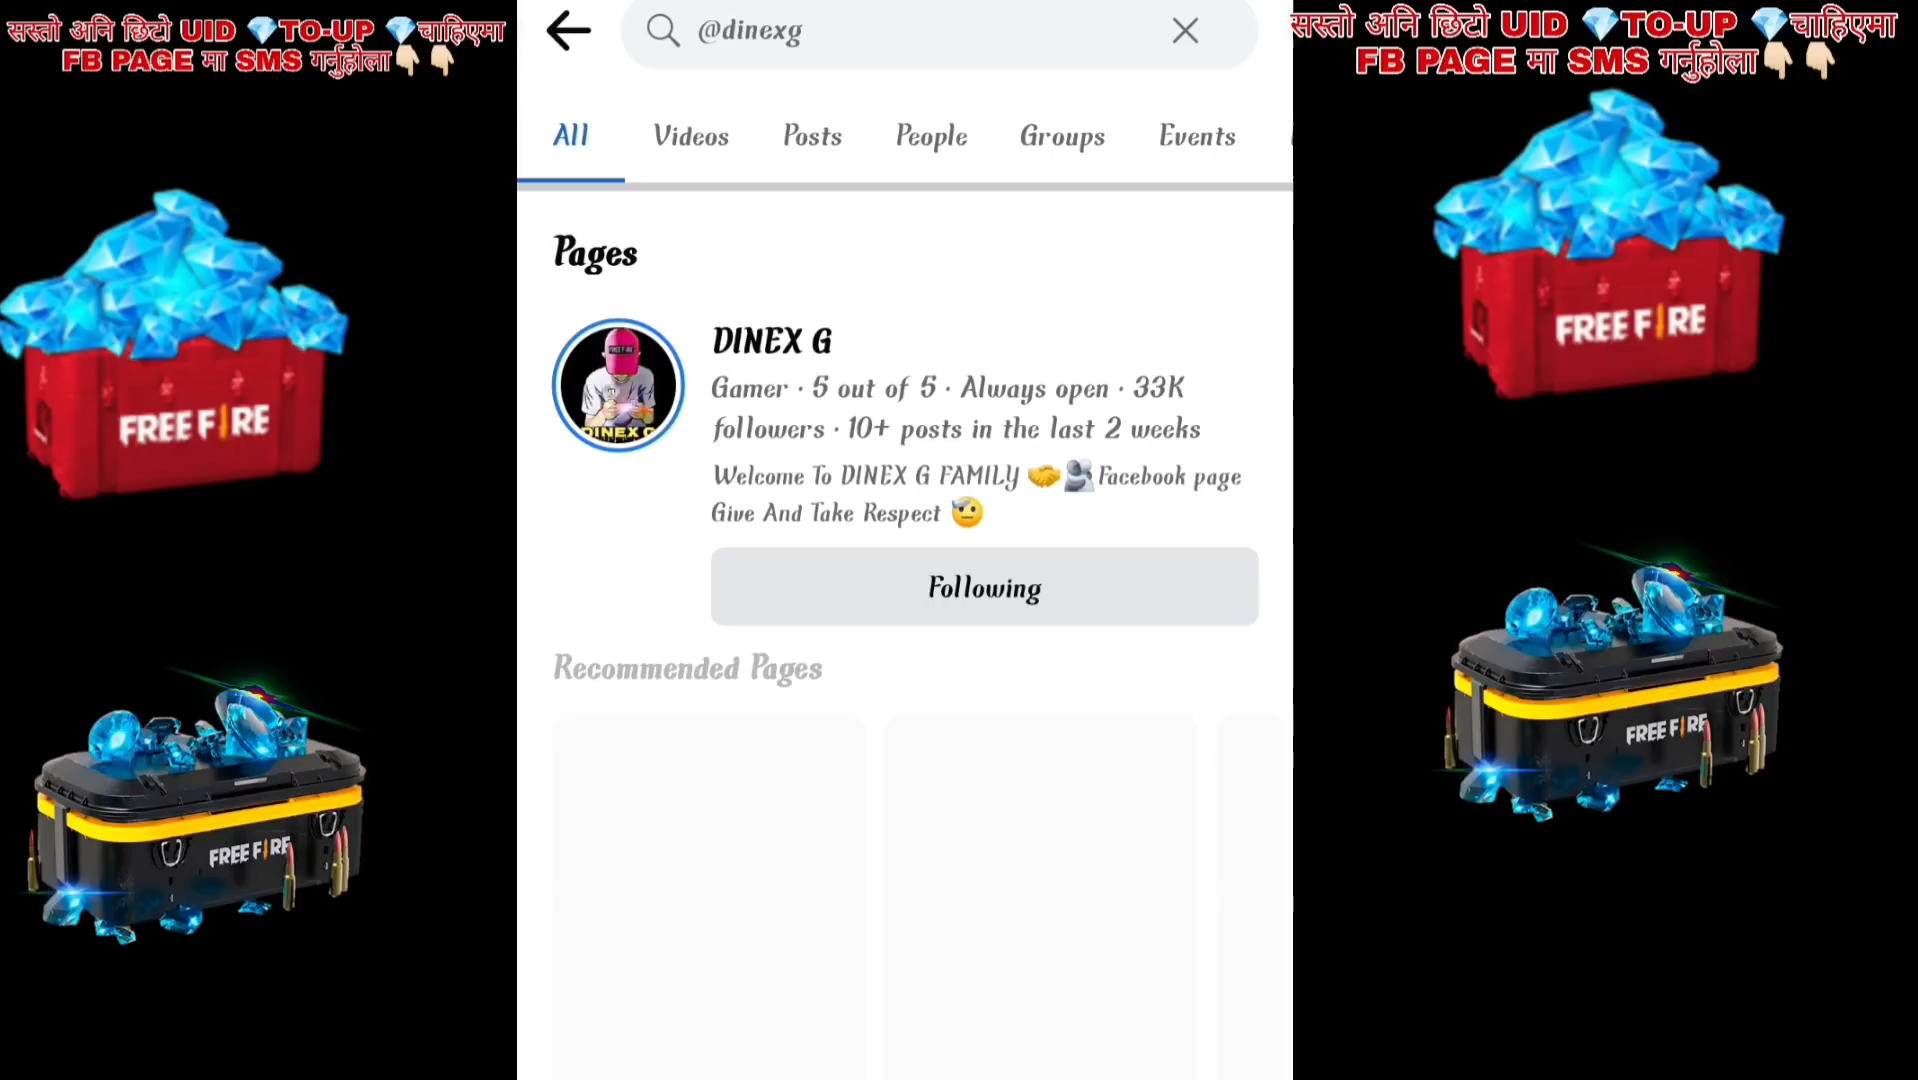 सस्तो अनि छिटो UID 💎TO-UP 💎चाहिएमा
FB PAGE मा SMS गर्नुहोला👇🏻👇🏻
FREE FIRE
FREE FIRE
@dinexg
All Videos Posts People Groups Events
Pages
DINEX G
DINEX G
Gamer · 5 out of 5 · Always open · 33K
followers · 10+ posts in the last 2 weeks
Welcome To DINEX G FAMILY 🤝🫂Facebook page
Give And Take Respect 🤕
Following
Recommended Pages
सस्तो अनि छिटो UID 💎TO-UP 💎चाहिएमा
FB PAGE मा SMS गर्नुहोला👇🏻👇🏻
FREE FIRE
FREE FIRE